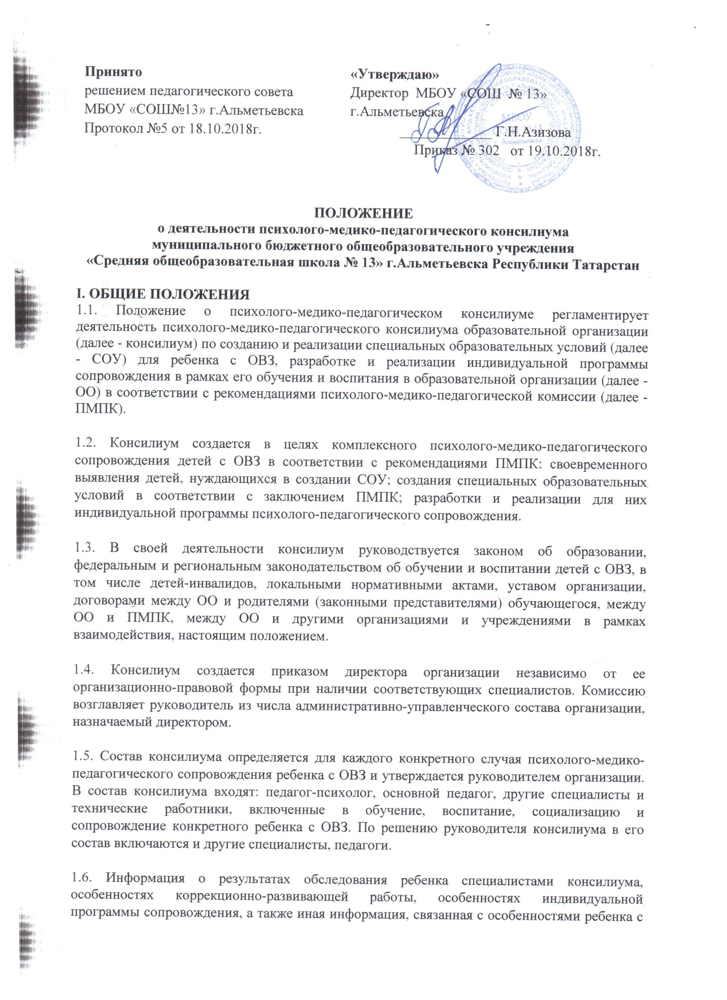 Принято
решением педагогического совета
МБОУ «СОШ№13» г.Альметьевска
Протокол №5 от 18.10.2018г.
«Утверждаю»
Директор МБОУ «СОШ № 13»
г.Альметьевска
_____________ Г.Н.Азизова
Приказ № 302 от 19.10.2018г.
МБОУ
СОШ №13
г. Альметьевска
ПОЛОЖЕНИЕ
о деятельности психолого-медико-педагогического консилиума
муниципального бюджетного общеобразовательного учреждения
«Средняя общеобразовательная школа № 13» г.Альметьевска Республики Татарстан
I. ОБЩИЕ ПОЛОЖЕНИЯ
1.1. Положение о психолого-медико-педагогическом консилиуме регламентирует
деятельность психолого-медико-педагогического консилиума образовательной организации
(далее - консилиум) по созданию и реализации специальных образовательных условий (далее
- СОУ) для ребенка с ОВЗ, разработке и реализации индивидуальной программы
сопровождения в рамках его обучения и воспитания в образовательной организации (далее -
ОО) в соответствии с рекомендациями психолого-медико-педагогической комиссии (далее -
ПМПК).
1.2. Консилиум создается в целях комплексного психолого-медико-педагогического
сопровождения детей с ОВЗ в соответствии с рекомендациями ПМПК: своевременного
выявления детей, нуждающихся в создании СОУ; создания специальных образовательных
условий в соответствии с заключением ПМПК; разработки и реализации для них
индивидуальной программы психолого-педагогического сопровождения.
1.3. В своей деятельности консилиум руководствуется законом об образовании,
федеральным и региональным законодательством об обучении и воспитании детей с ОВЗ, в
том числе детей-инвалидов, локальными нормативными актами, уставом организации,
договорами между ОО и родителями (законными представителями) обучающегося, между
ОО и ПМПК, между ОО и другими организациями и учреждениями в рамках
взаимодействия, настоящим положением.
1.4. Консилиум создается приказом директора организации независимо от ее
организационно-правовой формы при наличии соответствующих специалистов. Комиссию
возглавляет руководитель из числа административно-управленческого состава организации,
назначаемый директором.
1.5. Состав консилиума определяется для каждого конкретного случая психолого-медико-
педагогического сопровождения ребенка с ОВЗ и утверждается руководителем организации.
В состав консилиума входят: педагог-психолог, основной педагог, другие специалисты и
технические работники, включенные в обучение, воспитание, социализацию и
сопровождение конкретного ребенка с ОВЗ. По решению руководителя консилиума в его
состав включаются и другие специалисты, педагоги.
1.6. Информация о результатах обследования ребенка специалистами консилиума,
особенностях коррекционно-развивающей работы, особенностях индивидуальной
программы сопровождения, а также иная информация, связанная с особенностями ребенка с